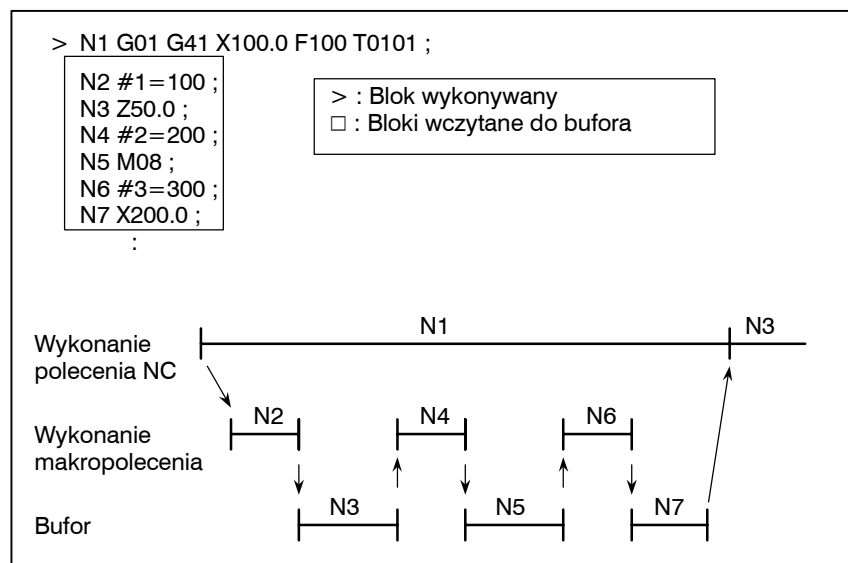 > N1 G01 G41 X100.0 F100 T0101 ;
N2 #1=100 ;
N3 Z50.0 ;
N4 #2=200 ;
N5 M08 ;
N6 #3=300 ;
N7 X200.0 ;
:
> : Blok wykonywany
□ : Bloki wczytane do bufora
N1 N3
Wykonanie
polecenia NC
N2 N4 N6
Wykonanie
makropolecenia
N3 N5 N7
Bufor